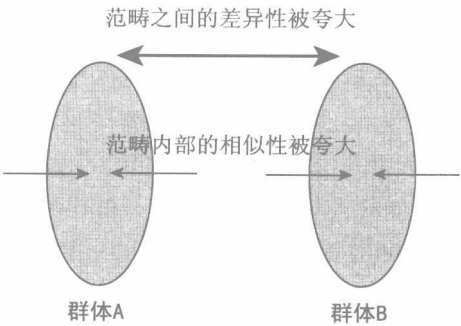 范畴之间的差异性被夸大
范畴内部的相似性被夸大
群体A
群体B